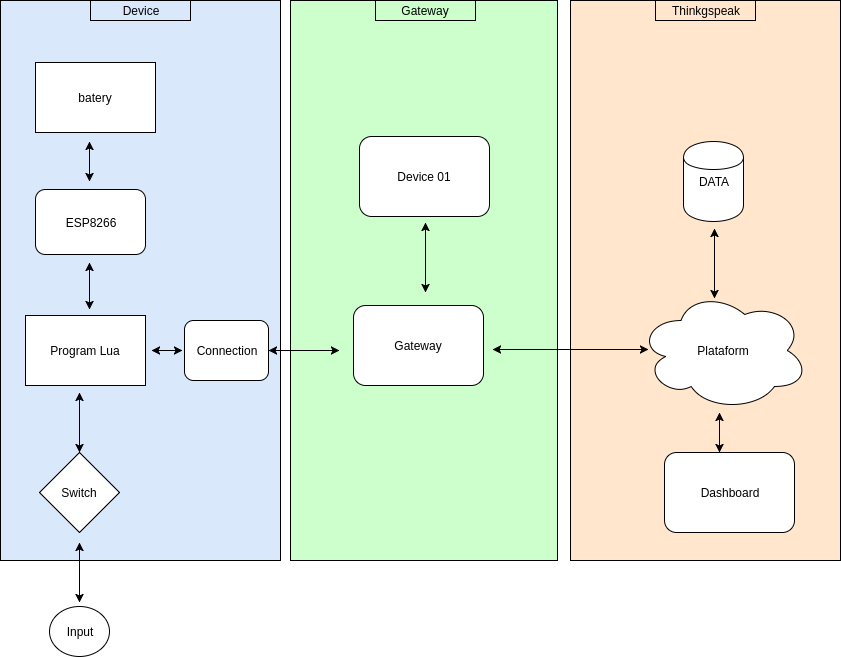 Device
Gateway
Thinkgspeak
batery
ESP8266
Program Lua
Connection
Switch
Input
Device 01
Gateway
DATA
Plataform
Dashboard